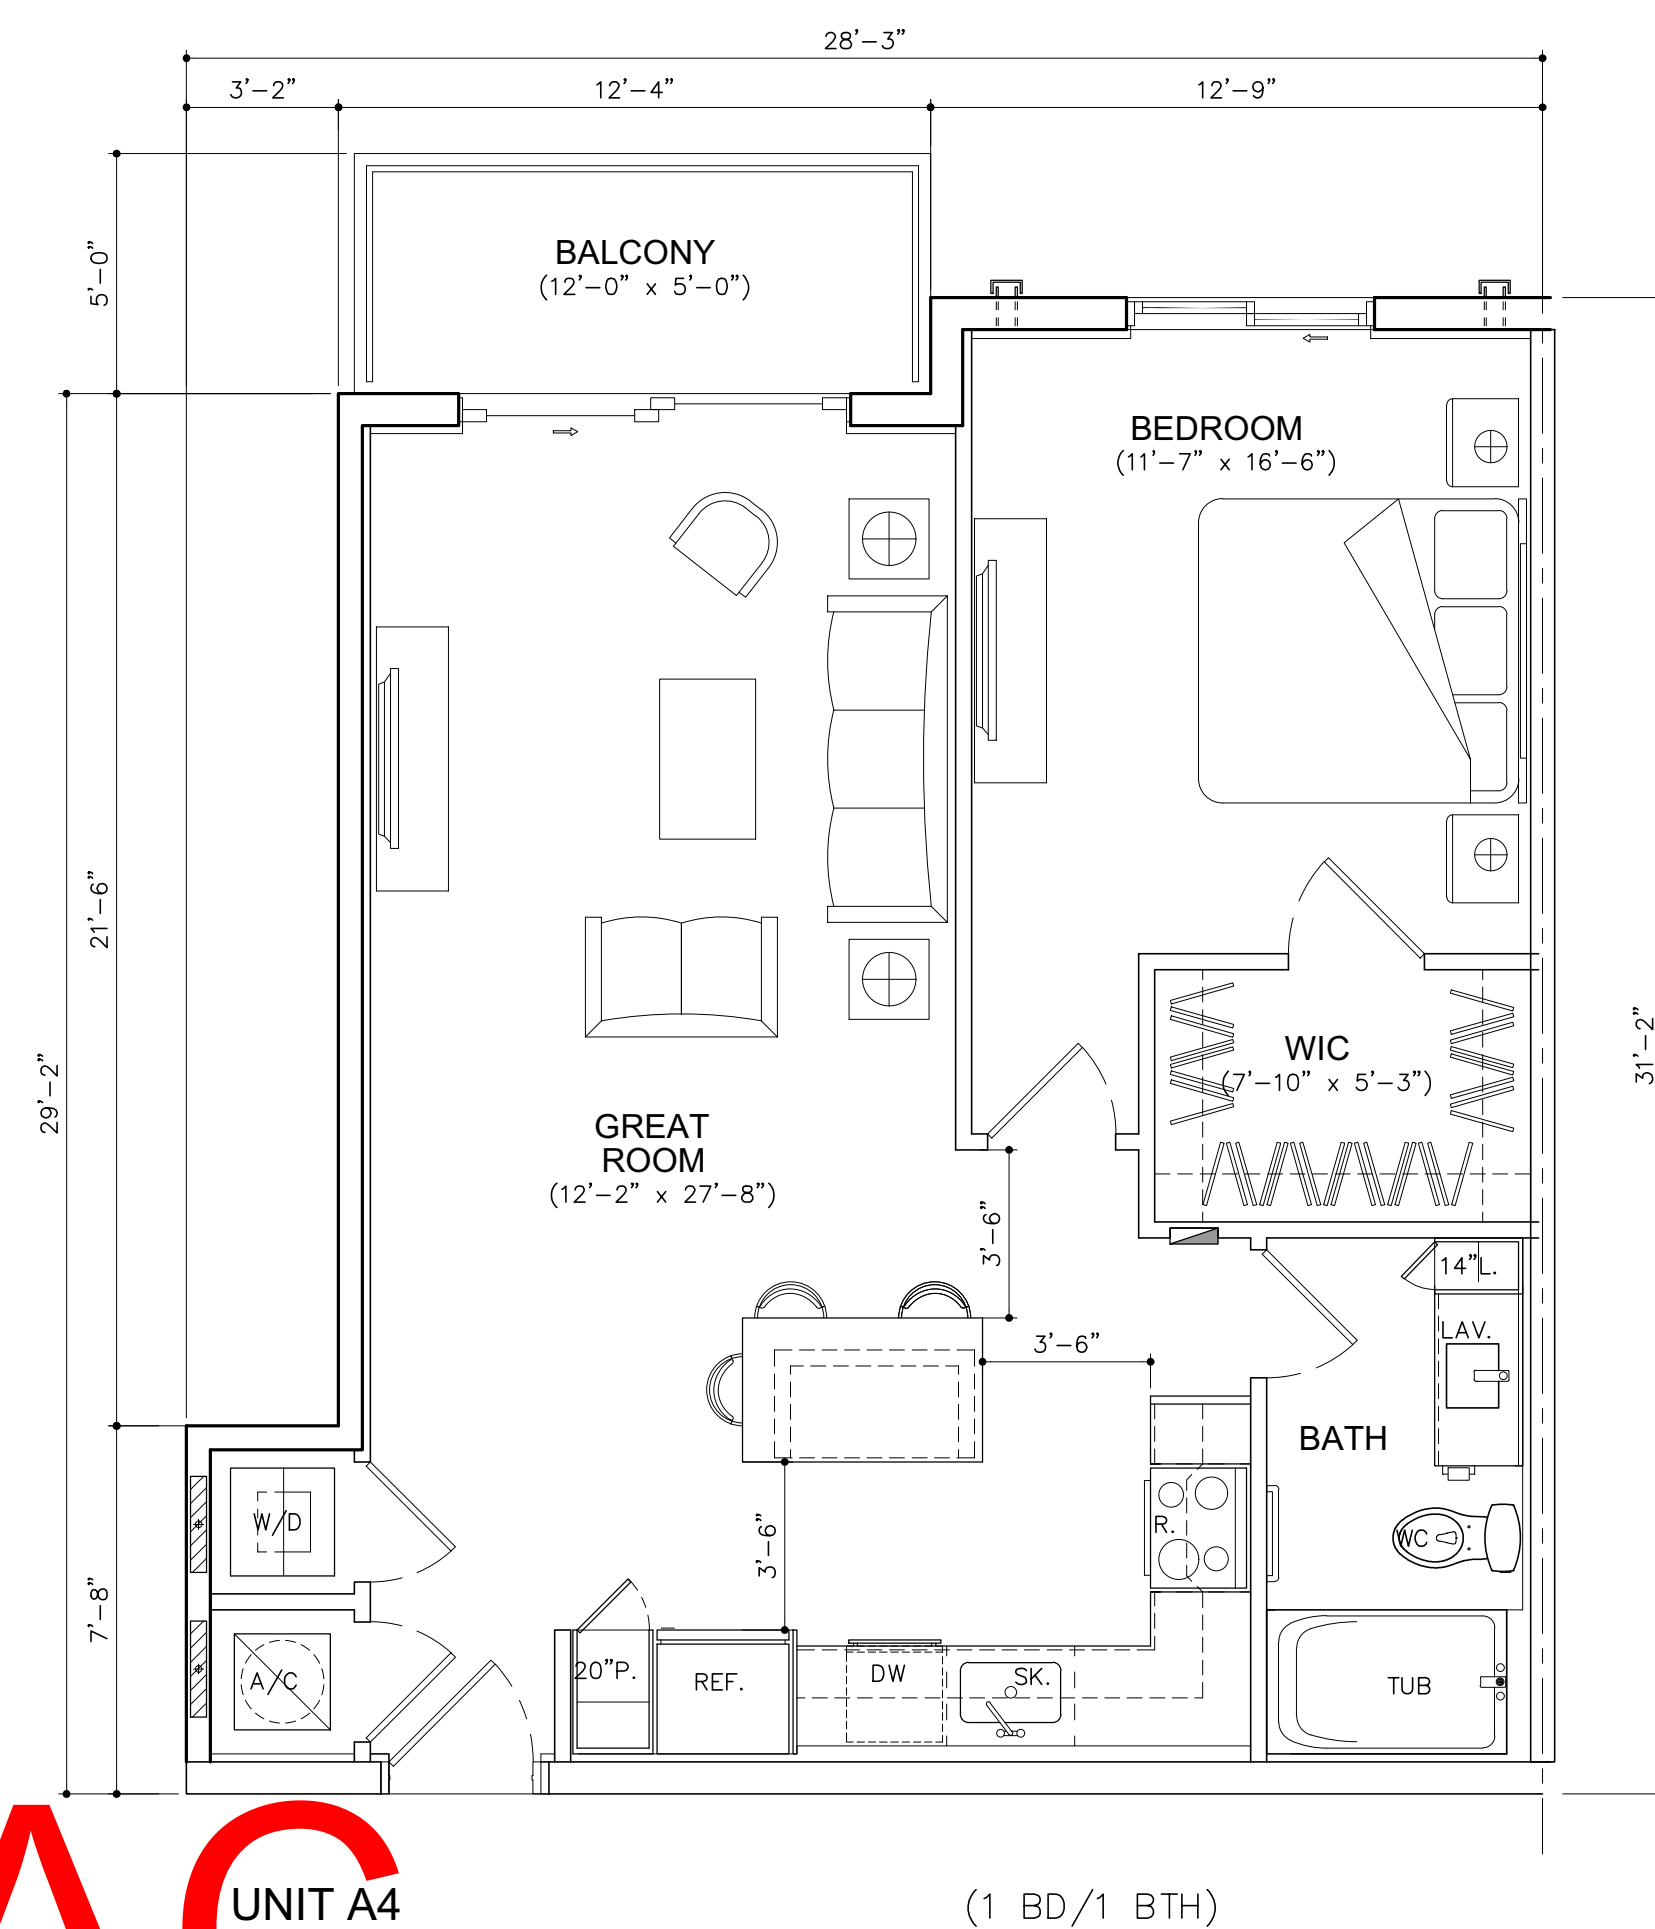 28'-3"
3'-2" 12'-4" 12'-9"
5'-0"
BALCONY
(12'-0" x 5'-0")
BEDROOM
(11'-7" x 16'-6")
21'-6"
29'-2"
31'-2"
WIC
(7'-10" x 5'-3")
GREAT
ROOM
(12'-2" x 27'-8")
3'-6"
14"L.
LAV.
3'-6"
BATH
W/D
R.
WC
3'-6"
7'-8"
A/C
20"P.
REF.
DW
SK.
TUB
AC
UNIT A4
(1 BD/1 BTH)